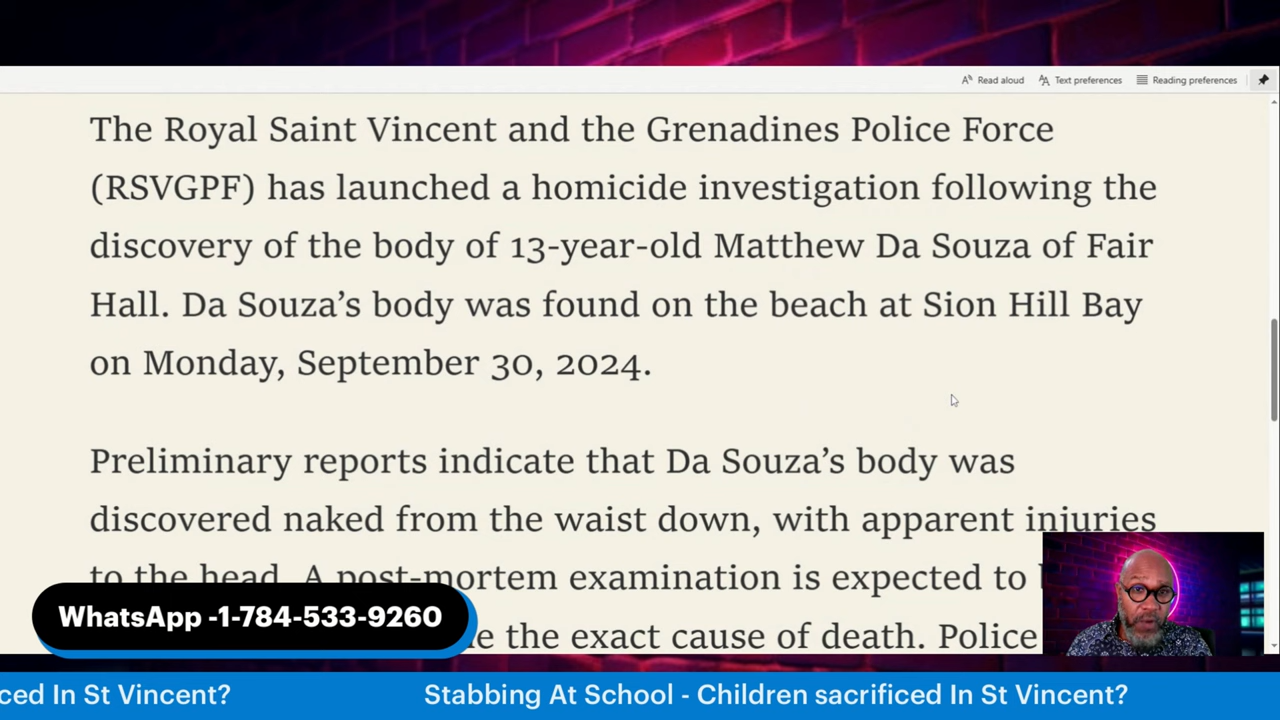 Read aloud Text preferences Reading preferences
The Royal Saint Vincent and the Grenadines Police Force
(RSVGPF) has launched a homicide investigation following the
discovery of the body of 13-year-old Matthew Da Souza of Fair
Hall. Da Souza’s body was found on the beach at Sion Hill Bay
on Monday, September 30, 2024.
Preliminary reports indicate that Da Souza’s body was
discovered naked from the waist down, with apparent injuries
to the head. A post-mortem examination is expected to
the exact cause of death. Police
WhatsApp -1-784-533-9260
In St Vincent?
Stabbing At School - Children sacrificed In St Vincent?